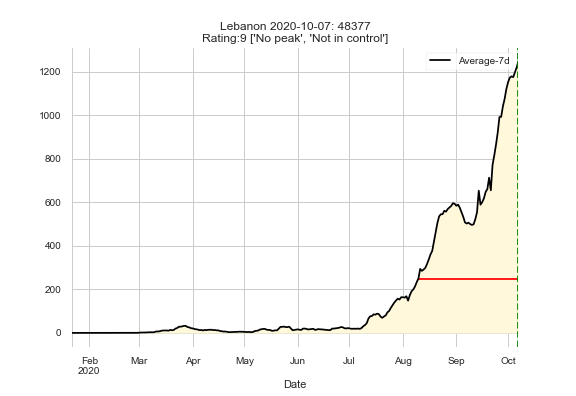 Lebanon 2020-10-07: 48377
Rating:9 ['No peak', 'Not in control']
Average-7d
1200
1000
800
600
400
200
0
Feb Mar Apr May Jun Jul Aug Sep Oct
2020
Date